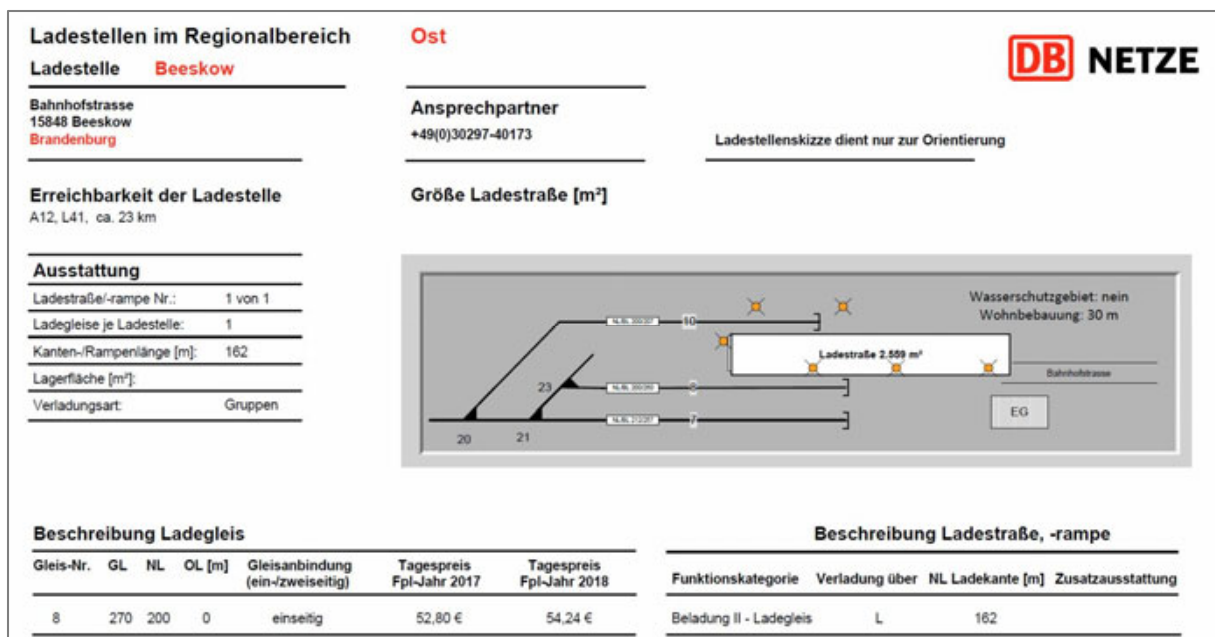 Ladestellen im Regionalbereich Ost
DB NETZE
Ladestelle Beeskow
Bahnhofstrasse
15848 Beeskow
Brandenburg
Ansprechpartner
+49(0)30297-40173
Ladestellenskizze dient nur zur Orientierung
Erreichbarkeit der Ladestelle
A12, L41, ca. 23 km
Größe Ladestraße [m²]
Ausstattung
Ladestraße/-rampe Nr.: 1 von 1
Ladegleise je Ladestelle: 1
Kanten-/Rampenlänge [m]: 162
Lagerfläche [m²]:
Verladungsart: Gruppen
Wasserschutzgebiet: nein
Wohnbebauung: 30 m
10
Ladestraße 2.559 m²
Bahnhofstrasse
23
EG
7
20 21
Beschreibung Ladegleis
Gleis-Nr. GL NL OL [m] Gleisanbindung (ein-/zweiseitig) Tagespreis Fpl-Jahr 2017 Tagespreis Fpl-Jahr 2018
8 270 200 0 einseitig 52,80 € 54,24 €
Beschreibung Ladestraße, -rampe
Funktionskategorie Verladung über NL Ladekante [m] Zusatzausstattung
Beladung II - Ladegleis L 162